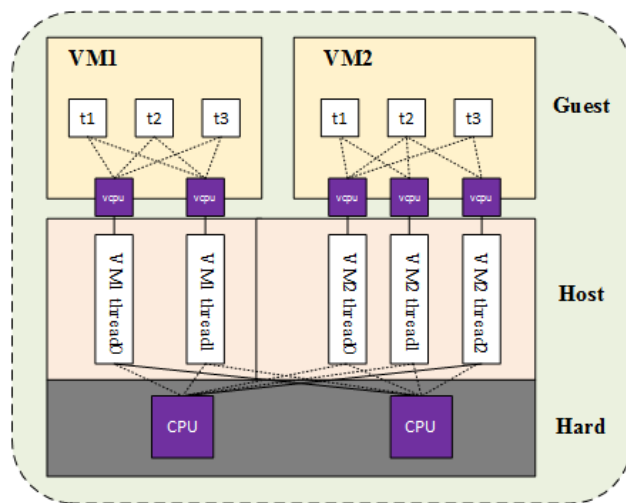 VM1
VM2
Guest
t1
t2
t3
t1
t2
t3
vcpu
vcpu
vcpu
vcpu
vcpu
VM1 thread0
VM1 thread1
VM2 thread0
VM2 thread1
VM2 thread2
Host
CPU
CPU
Hard